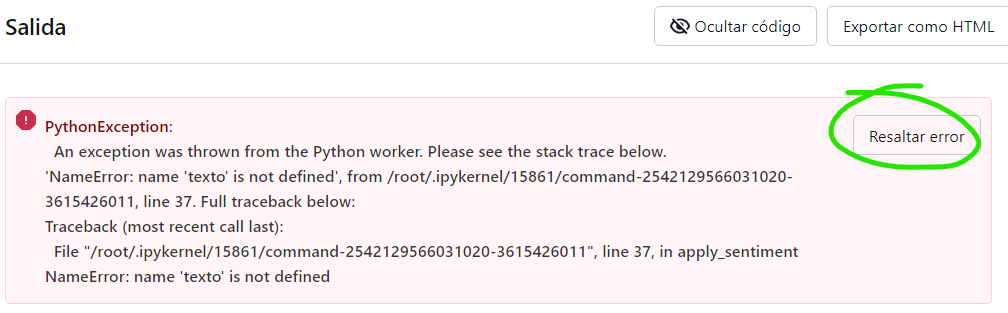 Salida
Ocultar código
Exportar como HTML
PythonException:
Resaltar error
An exception was thrown from the Python worker. Please see the stack trace below.
'NameError: name 'texto' is not defined', from /root/.ipykernel/15861/command-2542129566031020-
3615426011, line 37. Full traceback below:
Traceback (most recent call last):
File "/root/.ipykernel/15861/command-2542129566031020-3615426011", line 37, in apply_sentiment
NameError: name 'texto' is not defined